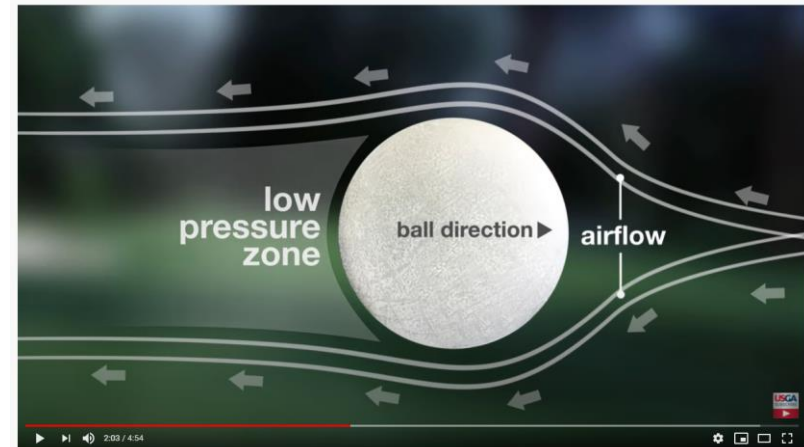 low
pressure
zone
ball direction
airflow
USGA
2:03 / 4:54